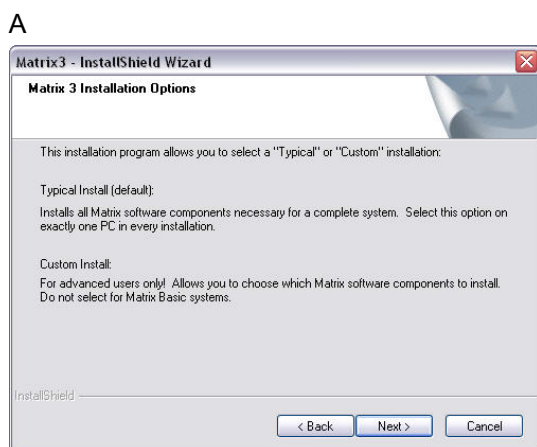 A
Matrix3 - InstallShield Wizard
Matrix 3 Installation Options
This installation program allows you to select a "Typical" or "Custom" installation:
Typical Install (default):
Installs all Matrix software components necessary for a complete system. Select this option on
exactly one PC in every installation.
Custom Install:
For advanced users only! Allows you to choose which Matrix software components to install.
Do not select for Matrix Basic systems.
InstallShield
< Back Next > Cancel